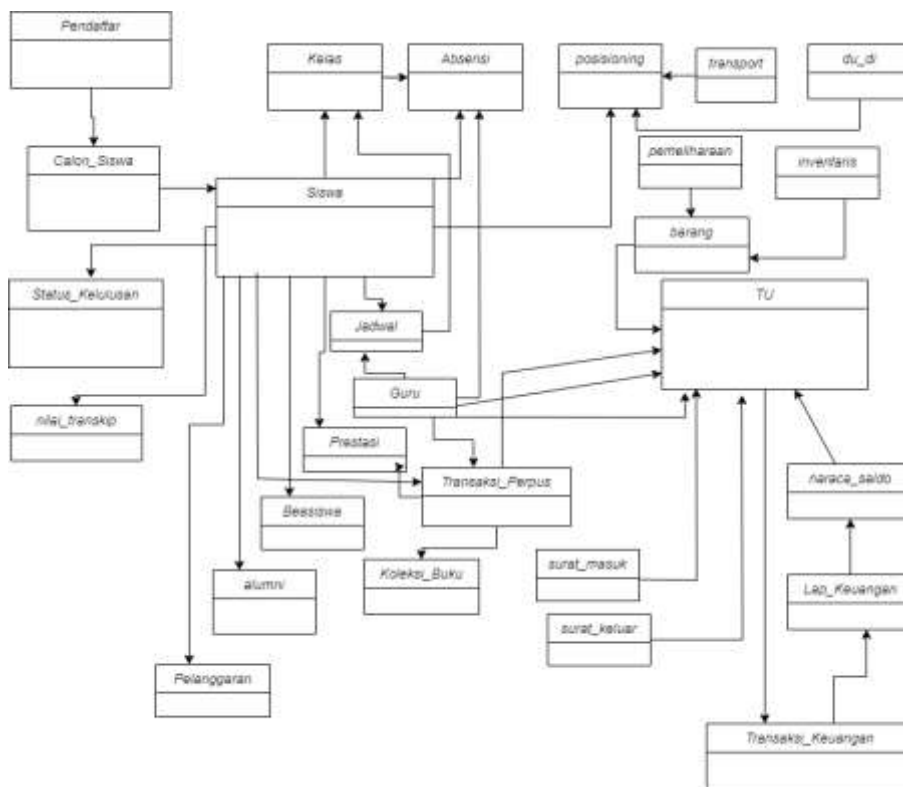 Pendaftar
Kelas
Absensi
posisioning
transport
du_di
Calon_Siswa
pemeliharaan
inventaris
Siswa
barang
Status_Kelulusan
TU
Jadwal
Guru
nilai_transkip
Prestasi
Transaksi_Perpus
naraca_saldo
Beasiswa
Koleksi_Buku
surat_masuk
alumni
Lap_Keuangan
surat_keluar
Pelanggaran
Transaksi_Keuangan